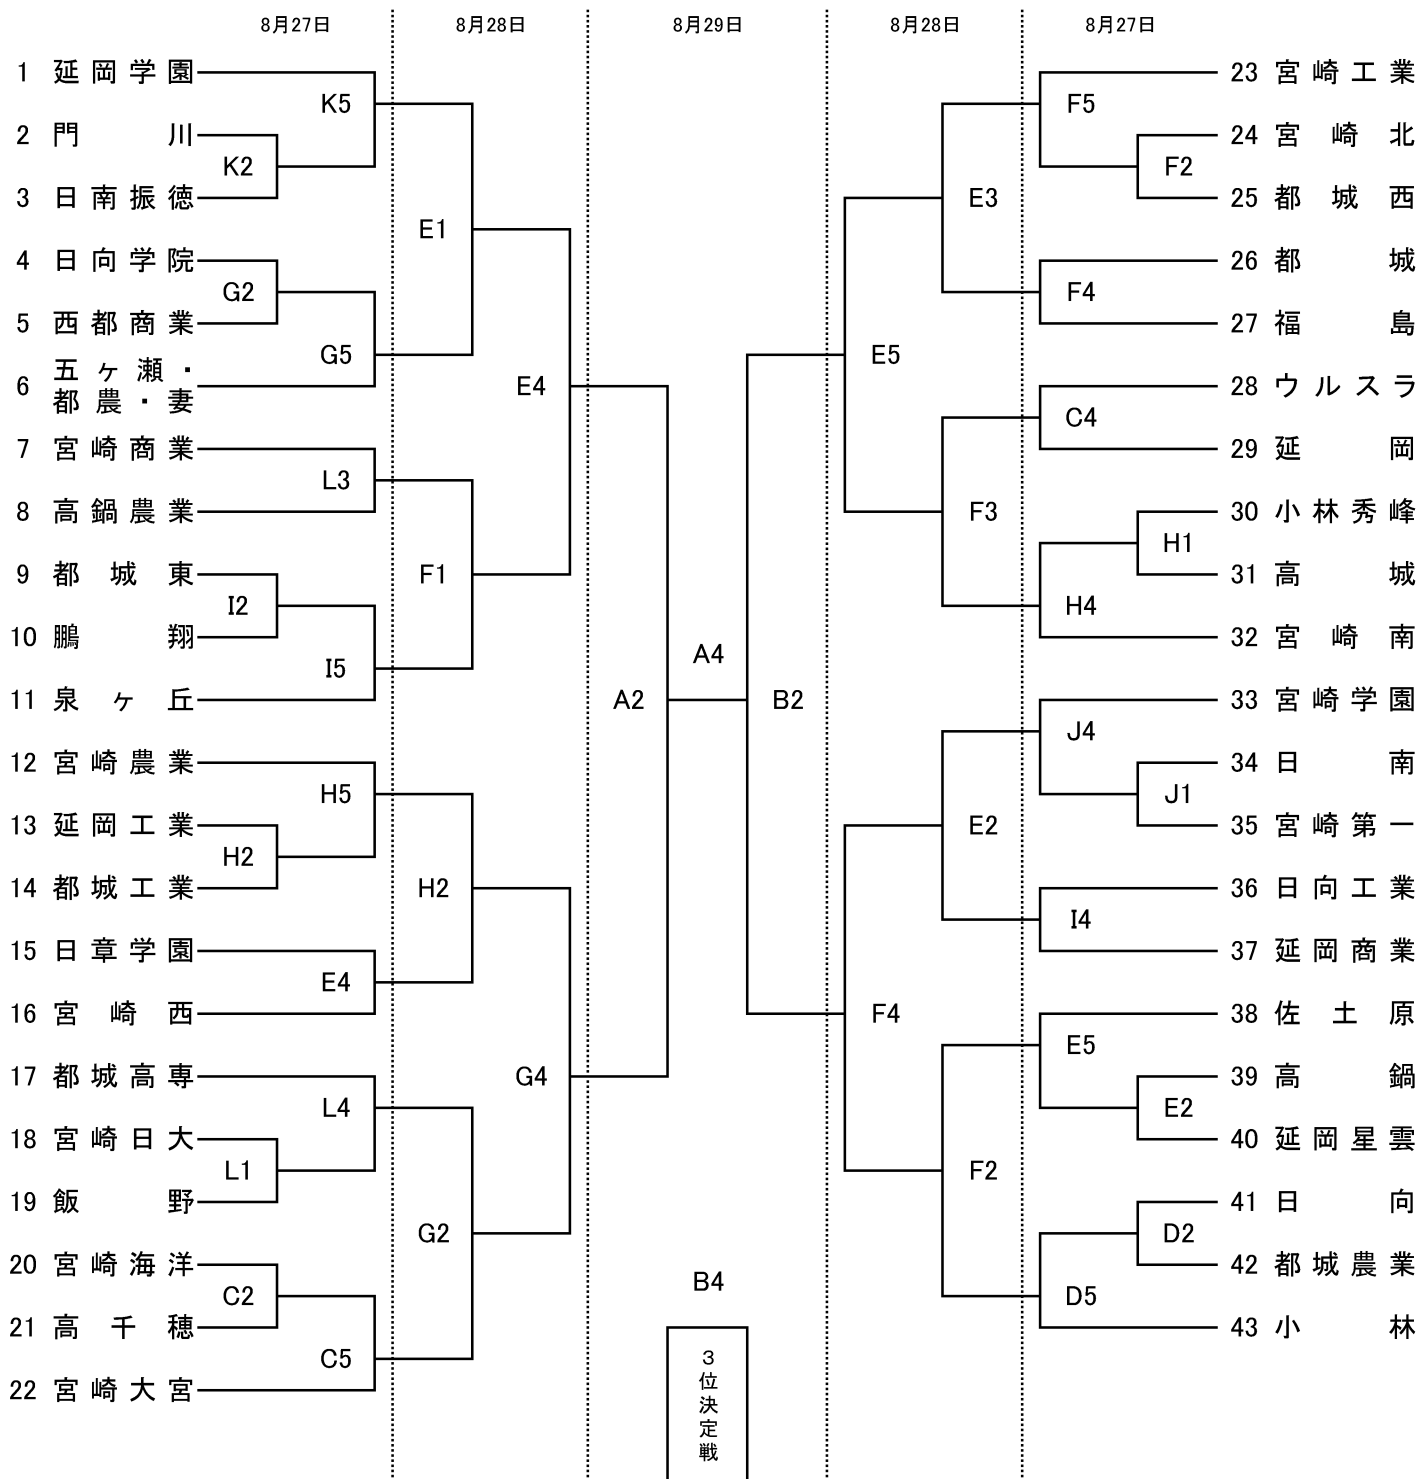 8月27日
8月28日
8月29日
8月28日
8月27日
1 延岡学園
2 門川
3 日南振徳
4 日向学院
5 西都商業
6 五ヶ瀬・
都農・妻
7 宮崎商業
8 高鍋農業
9 都城東
10 鵬翔
11 泉ヶ丘
12 宮崎農業
13 延岡工業
14 都城工業
15 日章学園
16 宮崎西
17 都城高専
18 宮崎日大
19 飯野
20 宮崎海洋
21 高千穂
22 宮崎大宮
K5
K2
G2
G5
L3
I2
I5
H5
H2
E4
L4
L1
C2
C5
E1
F1
H2
G2
E4
G4
A2
A4
B2
B4
3位決定戦
E5
F4
E3
F3
E2
F2
F5
F2
F4
C4
H1
H4
J4
J1
I4
E5
E2
D2
D5
23 宮崎工業
24 宮崎北
25 都城西
26 都城
27 福島
28 ウルスラ
29 延岡
30 小林秀峰
31 高城
32 宮崎南
33 宮崎学園
34 日南
35 宮崎第一
36 日向工業
37 延岡商業
38 佐土原
39 高鍋
40 延岡星雲
41 日向
42 都城農業
43 小林